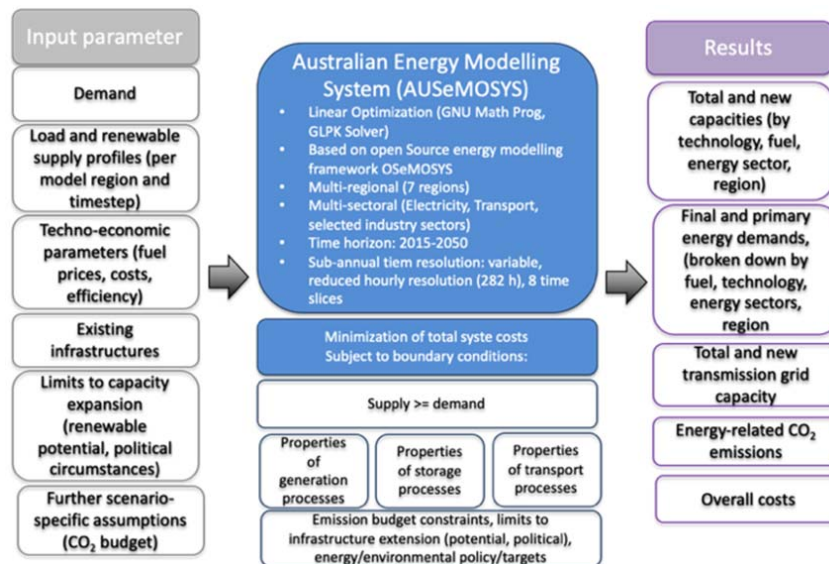 Input parameter
Demand
Load and renewable
supply profiles (per
model region and
timestep)
Techno-economic
parameters (fuel
prices, costs,
efficiency)
Existing
infrastructures
Limits to capacity
expansion
(renewable
potential, political
circumstances)
Further scenario-
specific assumptions
(CO₂ budget)
Australian Energy Modelling
System (AUSeMOSYS)
• Linear Optimization (GNU Math Prog,
GLPK Solver)
• Based on open Source energy modelling
framework OSeMOSYS
• Multi-regional (7 regions)
• Multi-sectoral (Electricity, Transport,
selected industry sectors)
• Time horizon: 2015-2050
• Sub-annual tiem resolution: variable,
reduced hourly resolution (282 h), 8 time
slices
Minimization of total syste costs
Subject to boundary conditions:
Supply >= demand
Properties
of
generation
processes
Properties
of storage
processes
Properties
of transport
processes
Emission budget constraints, limits to
infrastructure extension (potential, political),
energy/environmental policy/targets
Results
Total and new
capacities (by
technology, fuel,
energy sector,
region)
Final and primary
energy demands,
(broken down by
fuel, technology,
energy sectors,
region
Total and new
transmission grid
capacity
Energy-related CO₂
emissions
Overall costs